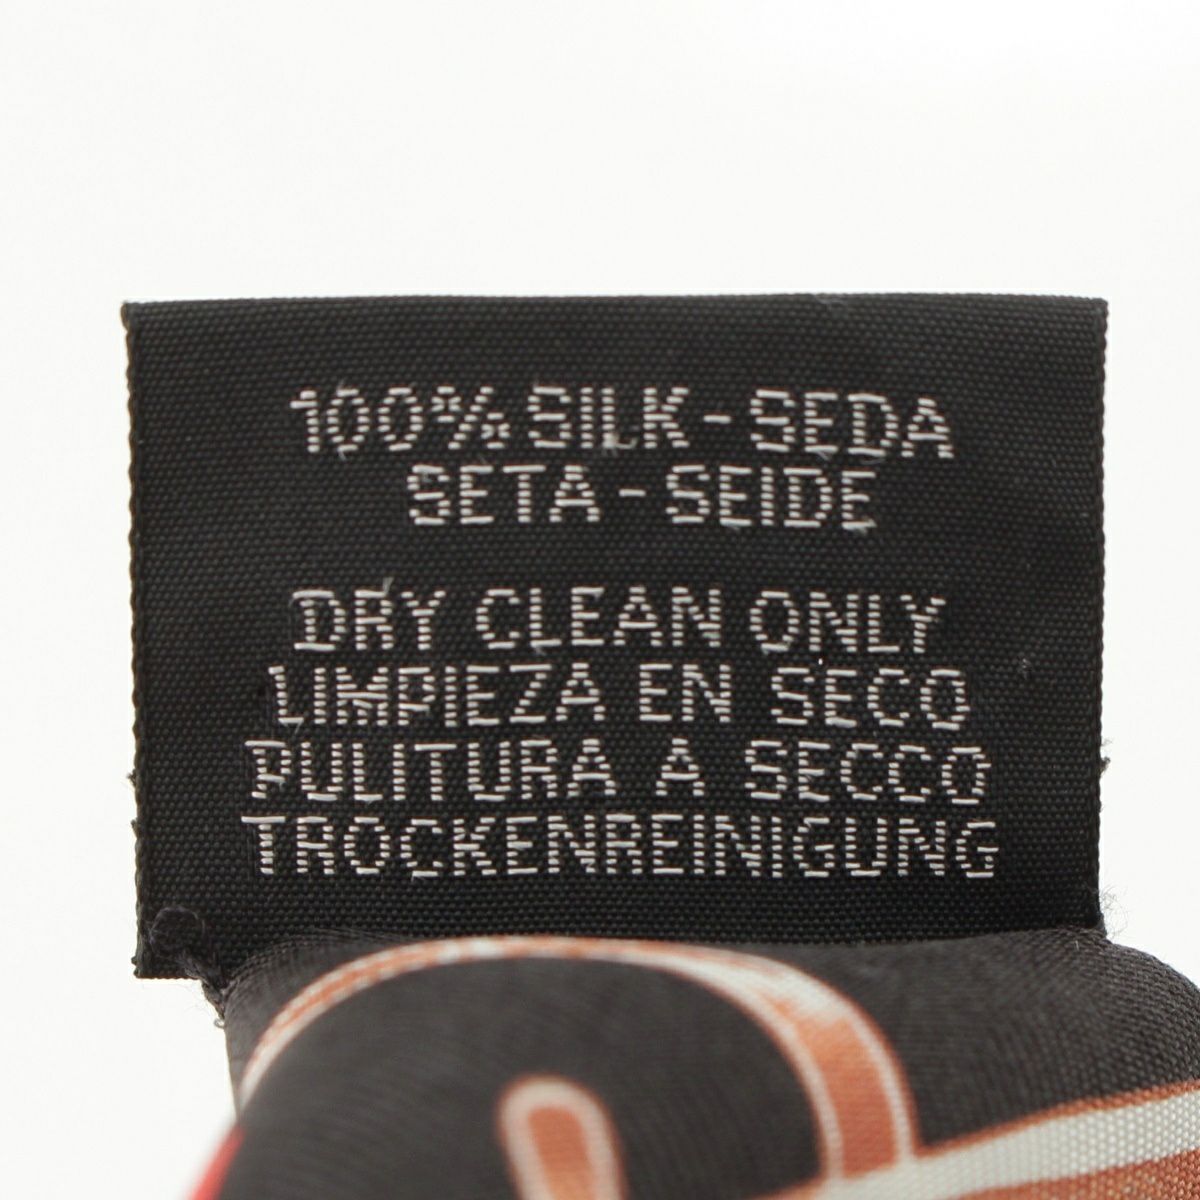 100% SILK - SEDA
SETA - SEIDE
DRY CLEAN ONLY
LIMPIEZA EN SECO
PULITURA A SECCO
TROCKENREINIGUNG